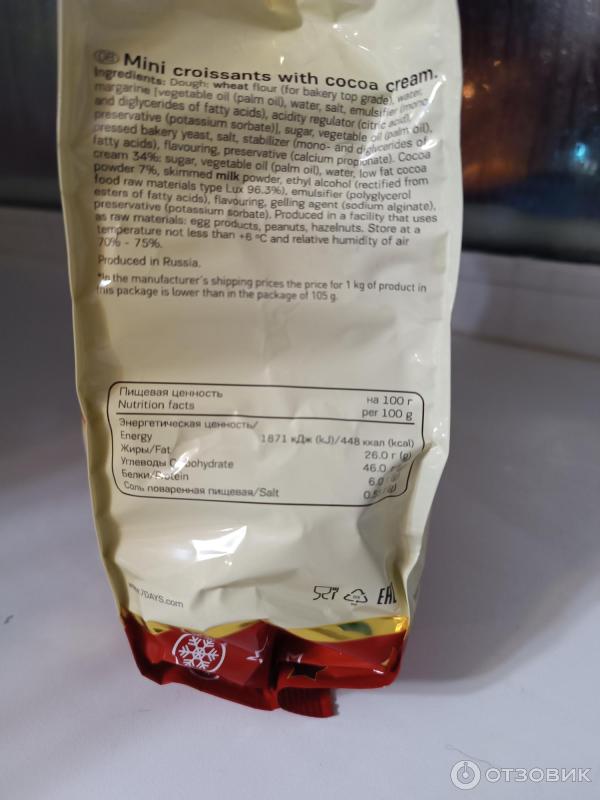 GB Mini croissants with cocoa cream.
Ingredients: Dough: wheat flour (for bakery top grade), water,
margarine [vegetable oil (palm oil), water, salt, emulsifier (mono-
and diglycerides of fatty acids), acidity regulator (citric acid),
preservative (potassium sorbate)], sugar, vegetable oil (palm oil),
pressed bakery yeast, salt, stabilizer (mono- and diglycerides of
fatty acids), flavouring, preservative (calcium propionate). Cocoa
cream 34%: sugar, vegetable oil (palm oil), water, low fat cocoa
powder 7%, skimmed milk powder, ethyl alcohol (rectified from
food raw materials type Lux 96.3%), emulsifier (polyglycerol
esters of fatty acids), flavouring, gelling agent (sodium alginate),
preservative (potassium sorbate). Produced in a facility that uses
as raw materials: egg products, peanuts, hazelnuts. Store at a
temperature not less than +6 °C and relative humidity of air
70% - 75%.
Produced in Russia.
*In the manufacturer's shipping prices the price for 1 kg of product in
this package is lower than in the package of 105 g.
Пищевая ценность на 100 г
Nutrition facts per 100 g
Энергетическая ценность/
Energy 1871 кДж (kJ)/448 ккал (kcal)
Жиры/Fat 26.0 г (g)
Углеводы Carbohydrate 46.0 г (g)
Белки/Protein 6.0 (g)
Соль поваренная пищевая/Salt 0.5 (g)
www.7DAYS.com
EAC
ОТЗОВИК